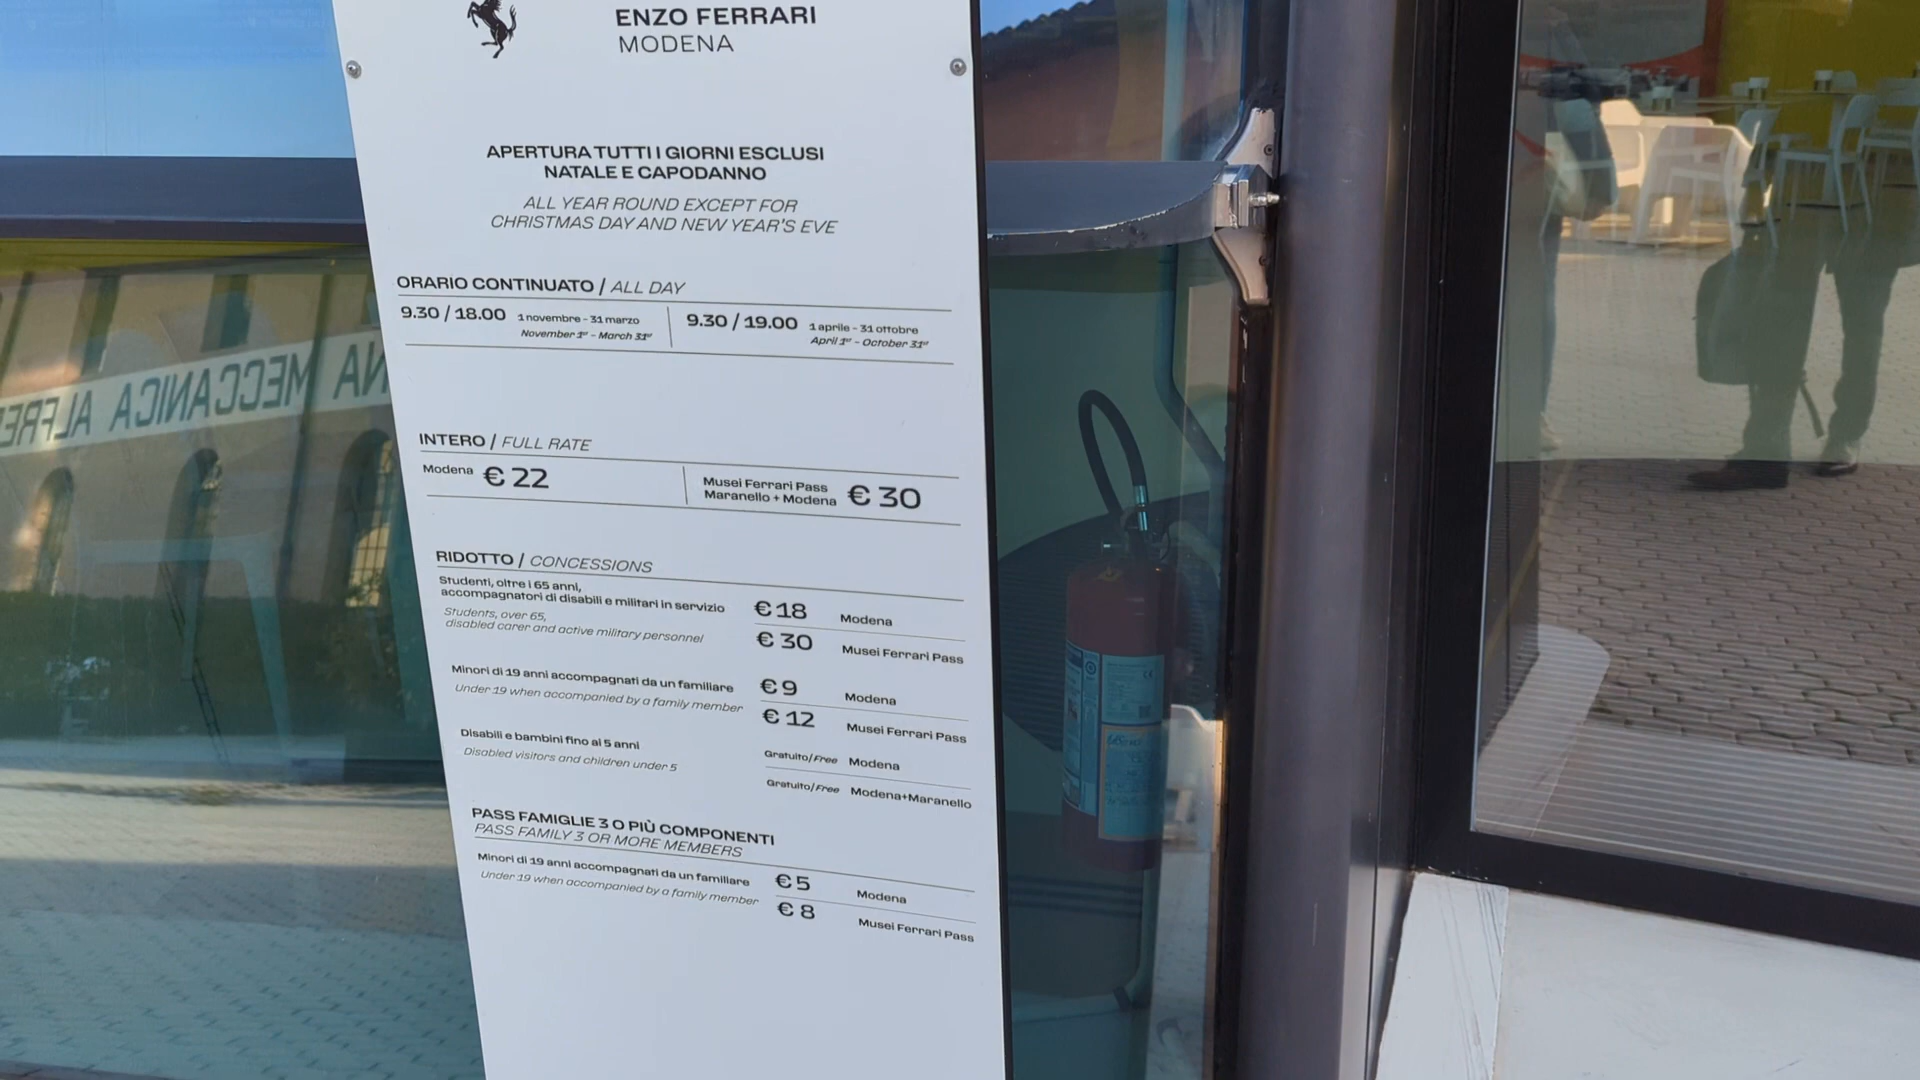 ENZO FERRARI
MODENA
APERTURA TUTTI I GIORNI ESCLUSI
NATALE E CAPODANNO
ALL YEAR ROUND EXCEPT FOR
CHRISTMAS DAY AND NEW YEAR'S EVE
ORARIO CONTINUATO / ALL DAY
9.30 / 18.00 1 novembre - 31 marzo
November 1st - March 31st
9.30 / 19.00 1 aprile - 31 ottobre
April 1st - October 31st
INTERO / FULL RATE
Modena € 22
Musei Ferrari Pass
Maranello + Modena € 30
RIDOTTO / CONCESSIONS
Studenti, oltre i 65 anni,
accompagnatori di disabili e militari in servizio
Students, over 65,
disabled carer and active military personnel
€ 18 Modena
€ 30 Musei Ferrari Pass
Minori di 19 anni accompagnati da un familiare
Under 19 when accompanied by a family member
€ 9 Modena
€ 12 Musei Ferrari Pass
Disabili e bambini fino ai 5 anni
Disabled visitors and children under 5
Gratuito/Free Modena
Gratuito/Free Modena+Maranello
PASS FAMIGLIE 3 O PIÙ COMPONENTI
PASS FAMILY 3 OR MORE MEMBERS
Minori di 19 anni accompagnati da un familiare
Under 19 when accompanied by a family member
€ 5 Modena
€ 8 Musei Ferrari Pass
MECCANICA